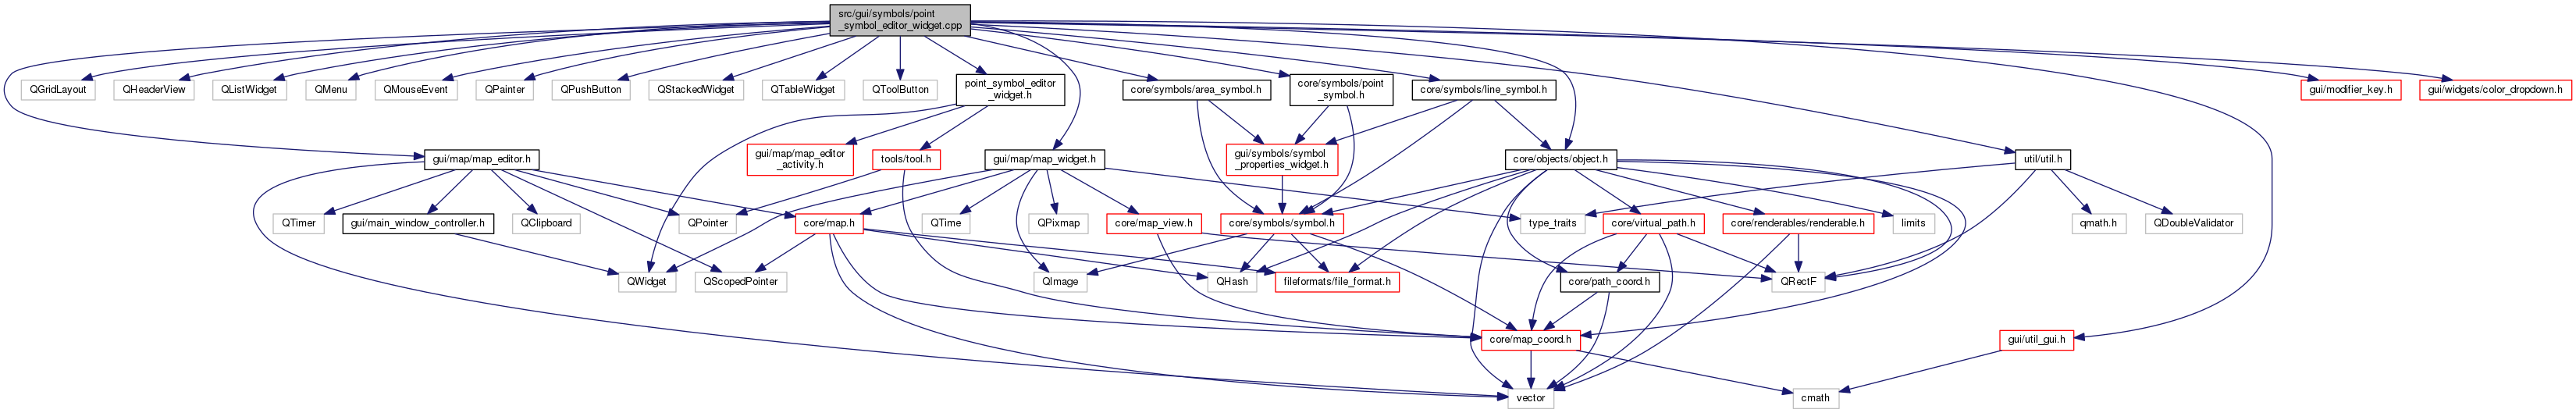 src/gui/symbols/point
_symbol_editor_widget.cpp
QGridLayout
QHeaderView
QListWidget
QMenu
QMouseEvent
QPainter
QPushButton
QStackedWidget
QTableWidget
QToolButton
point_symbol_editor
_widget.h
core/symbols/area_symbol.h
core/symbols/point
_symbol.h
core/symbols/line_symbol.h
gui/modifier_key.h
gui/widgets/color_dropdown.h
gui/map/map_editor.h
gui/map/map_editor
_activity.h
tools/tool.h
gui/map/map_widget.h
gui/symbols/symbol
_properties_widget.h
core/objects/object.h
util/util.h
QTimer
gui/main_window_controller.h
QClipboard
QPointer
core/map.h
QTime
QPixmap
core/map_view.h
core/symbols/symbol.h
type_traits
core/virtual_path.h
core/renderables/renderable.h
limits
qmath.h
QDoubleValidator
QWidget
QScopedPointer
QImage
QHash
fileformats/file_format.h
core/path_coord.h
QRectF
core/map_coord.h
gui/util_gui.h
vector
cmath